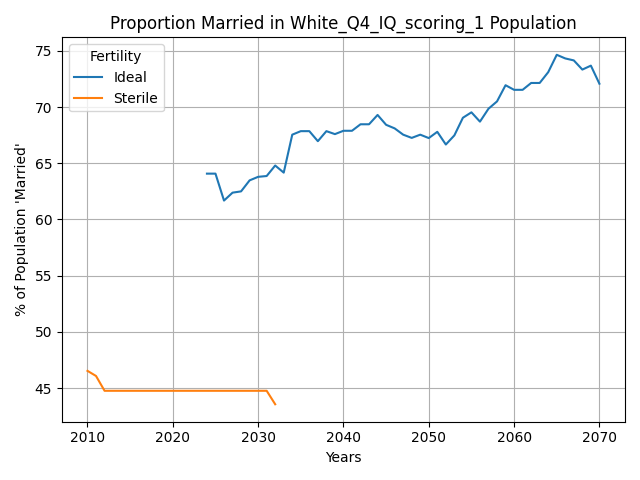 Proportion Married in White_Q4_IQ_scoring_1 Population
Fertility
Ideal
Sterile
% of Population 'Married'
75
70
65
60
55
50
45
2010 2020 2030 2040 2050 2060 2070
Years